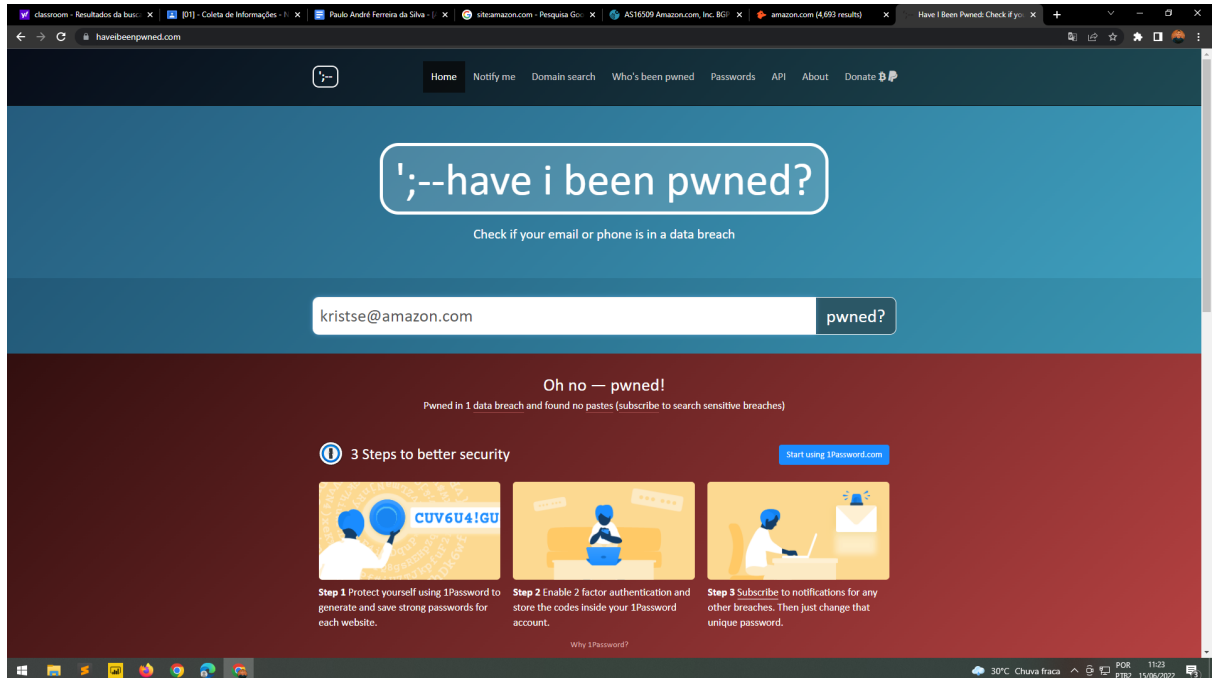 classroom - Resultados da busc
[01] - Coleta de Informações - N
Paulo André Ferreira da Silva - [
site:amazon.com - Pesquisa Goo
AS16509 Amazon.com, Inc. BGP
amazon.com (4,693 results)
Have I Been Pwned: Check if you
haveibeenpwned.com
';--
Home
Notify me
Domain search
Who's been pwned
Passwords
API
About
Donate
';--have i been pwned?
Check if your email or phone is in a data breach
kristse@amazon.com
pwned?
Oh no — pwned!
Pwned in 1 data breach and found no pastes (subscribe to search sensitive breaches)
3 Steps to better security
Start using 1Password.com
CUV6U4!GU
Step 1 Protect yourself using 1Password to
generate and save strong passwords for
each website.
Step 2 Enable 2 factor authentication and
store the codes inside your 1Password
account.
Step 3 Subscribe to notifications for any
other breaches. Then just change that
unique password.
Why 1Password?
30°C Chuva fraca
POR
PTB2
11:23
15/06/2022